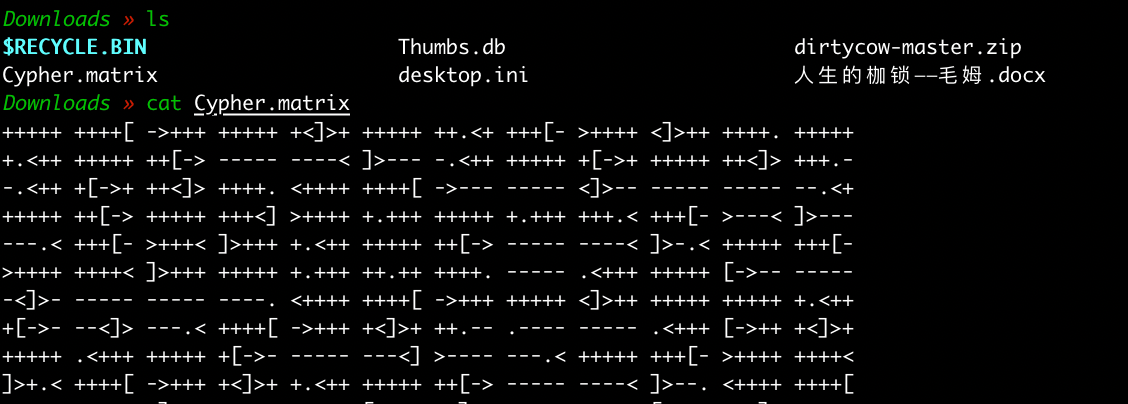 Downloads » ls
$RECYCLE.BIN Thumbs.db dirtycow-master.zip
Cypher.matrix desktop.ini 人生的枷锁——毛姆.docx
Downloads » cat Cypher.matrix
+++++ ++++[ ->+++ +++++ +<]>+ +++++ ++.<+ +++[- >++++ <]>++ ++++. +++++
+.<++ +++++ ++[-> ----- ----< ]>--- -.<++ +++++ +[->+ +++++ ++<]> +++.-
-.<++ +[->+ ++<]> ++++. <++++ ++++[ ->--- ----- <]>-- ----- ----- --.<+
+++++ ++[-> +++++ +++<] >++++ +.+++ +++++ +.+++ +++.< +++[- >---< ]>---
---.< +++[- >+++< ]>+++ +.<++ +++++ ++[-> ----- ----< ]>-.< +++++ +++[-
>++++ ++++< ]>+++ +++++ +.+++ ++.++ ++++. ----- .<+++ +++++ [->-- -----
-<]>- ----- ----- ----. <++++ ++++[ ->+++ +++++ <]>++ +++++ +++++ +.<++
+[->- --<]> ---.< ++++[ ->+++ +<]>+ ++.-- .---- ----- .<+++ [->++ +<]>+
+++++ .<+++ +++++ +[->- ----- ---<] >---- ---.< +++++ +++[- >++++ ++++<
]>+.< ++++[ ->+++ +<]>+ +.<++ +++++ ++[-> ----- ----< ]>--. <++++ ++++[